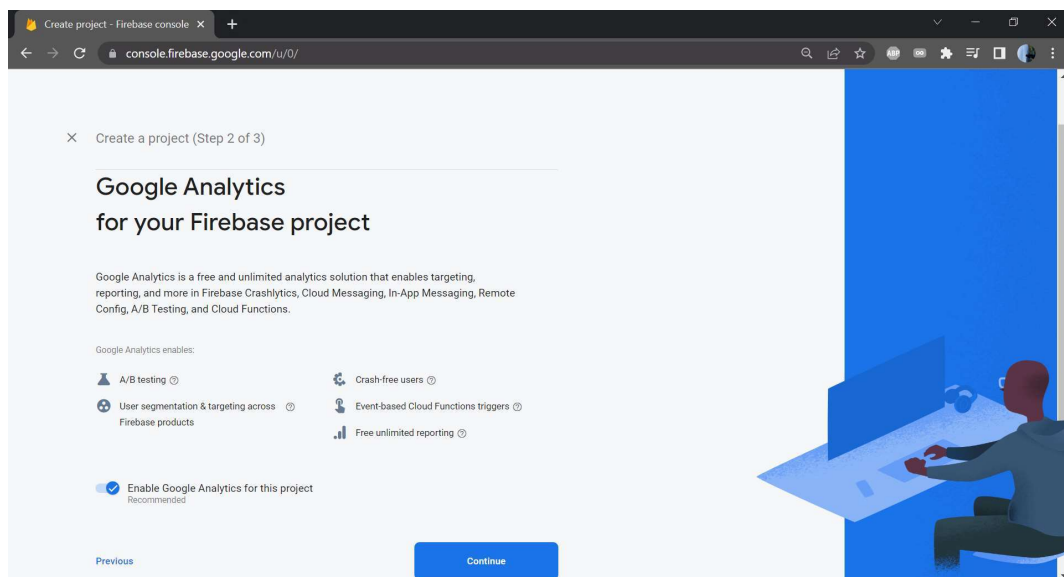 Create project - Firebase console
console.firebase.google.com/u/0/
ABP
Create a project (Step 2 of 3)
Google Analytics
for your Firebase project
Google Analytics is a free and unlimited analytics solution that enables targeting,
reporting, and more in Firebase Crashlytics, Cloud Messaging, In-App Messaging, Remote
Config, A/B Testing, and Cloud Functions.
Google Analytics enables:
A/B testing
Crash-free users
User segmentation & targeting across
Firebase products
Event-based Cloud Functions triggers
Free unlimited reporting
Enable Google Analytics for this project
Recommended
Previous
Continue